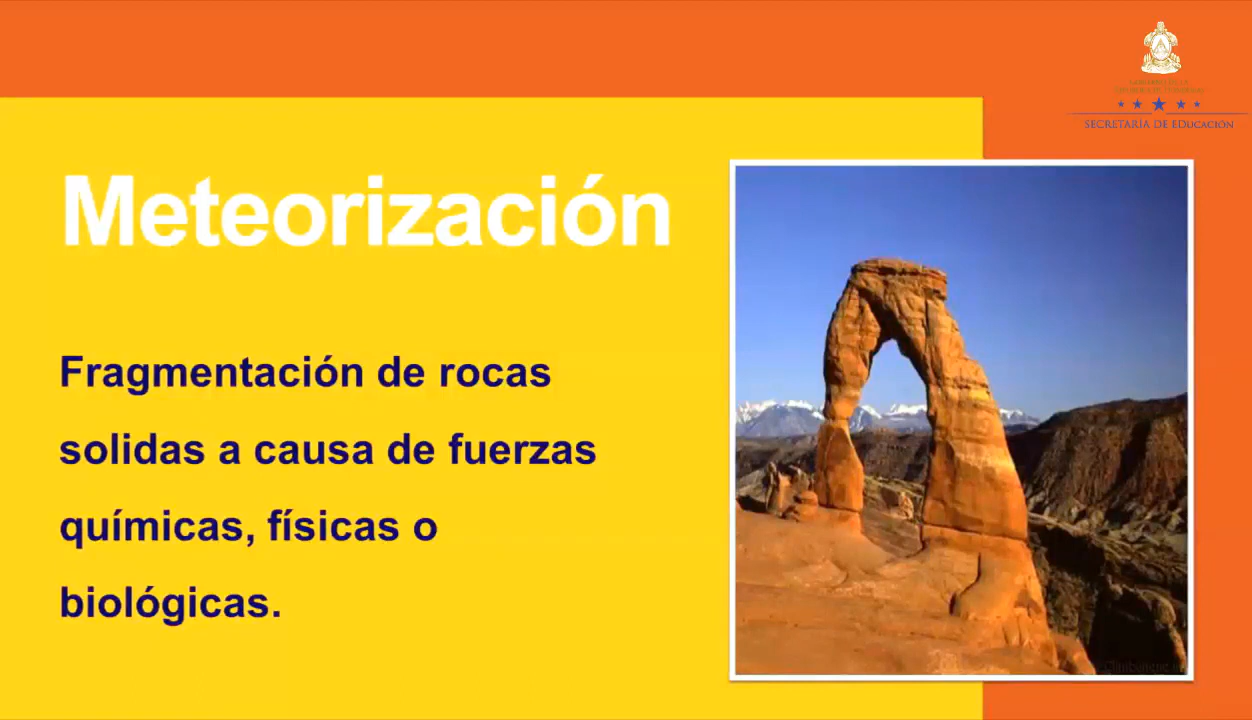 SECRETARÍA DE EDUCACIÓN
Meteorización
Fragmentación de rocas
solidas a causa de fuerzas
químicas, físicas o
biológicas.